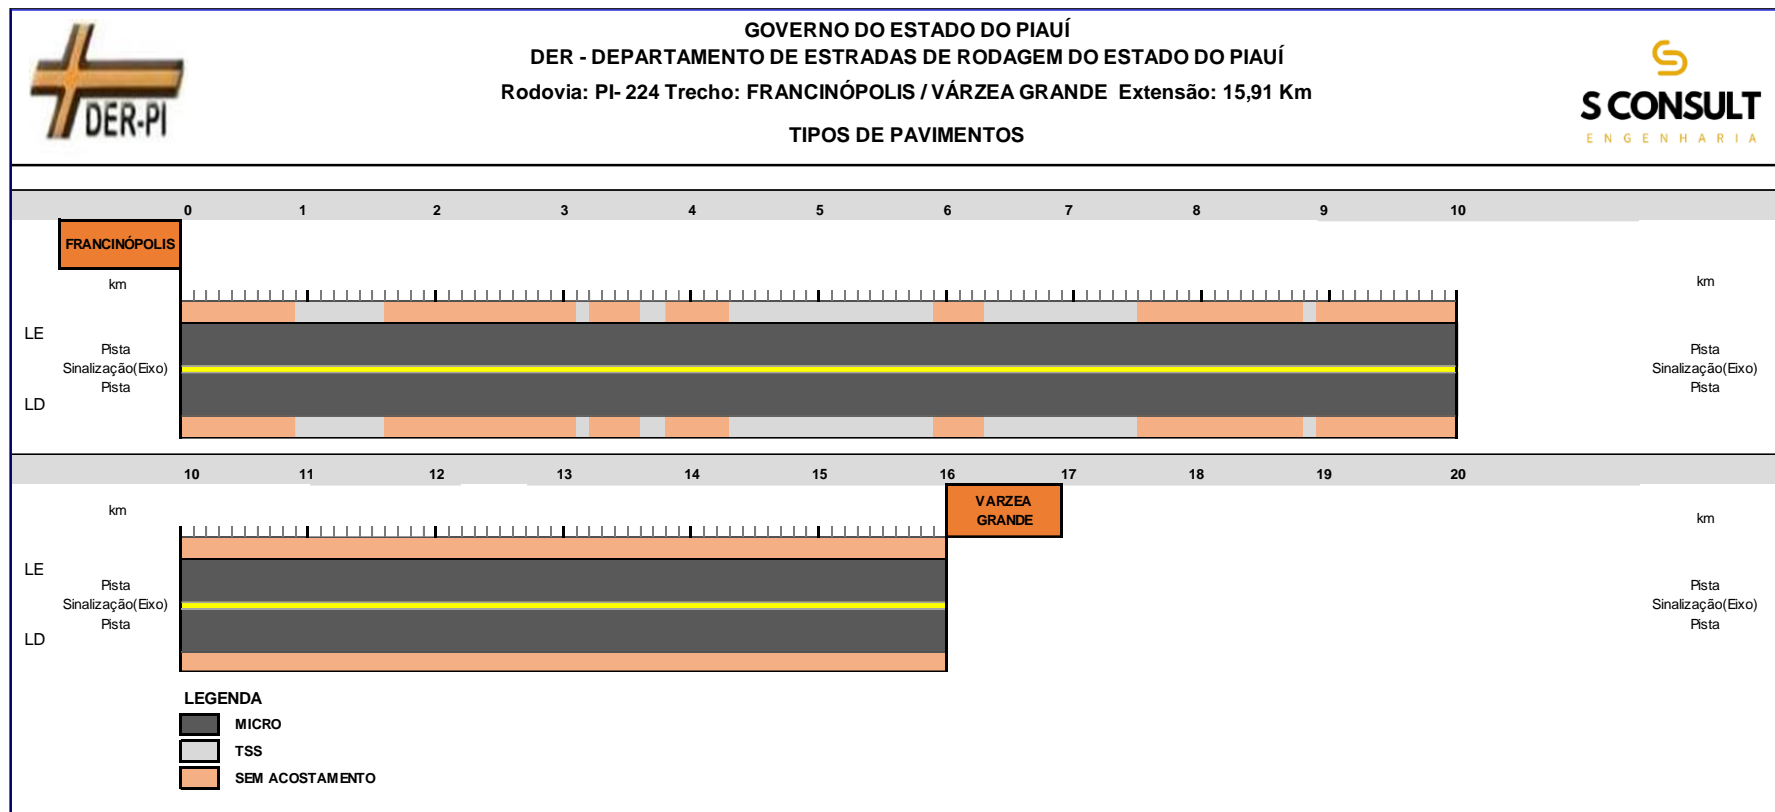 GOVERNO DO ESTADO DO PIAUÍ
DER - DEPARTAMENTO DE ESTRADAS DE RODAGEM DO ESTADO DO PIAUÍ
Rodovia: PI- 224 Trecho: FRANCINÓPOLIS / VÁRZEA GRANDE Extensão: 15,91 Km
TIPOS DE PAVIMENTOS
DER-PI
S CONSULT
ENGENHARIA
0 1 2 3 4 5 6 7 8 9 10
FRANCINÓPOLIS
km km
LE
Pista Pista
Sinalização(Eixo) Sinalização(Eixo)
Pista Pista
LD
10 11 12 13 14 15 16 17 18 19 20
VARZEA
GRANDE
km km
LE
Pista Pista
Sinalização(Eixo) Sinalização(Eixo)
Pista Pista
LD
LEGENDA
MICRO
TSS
SEM ACOSTAMENTO